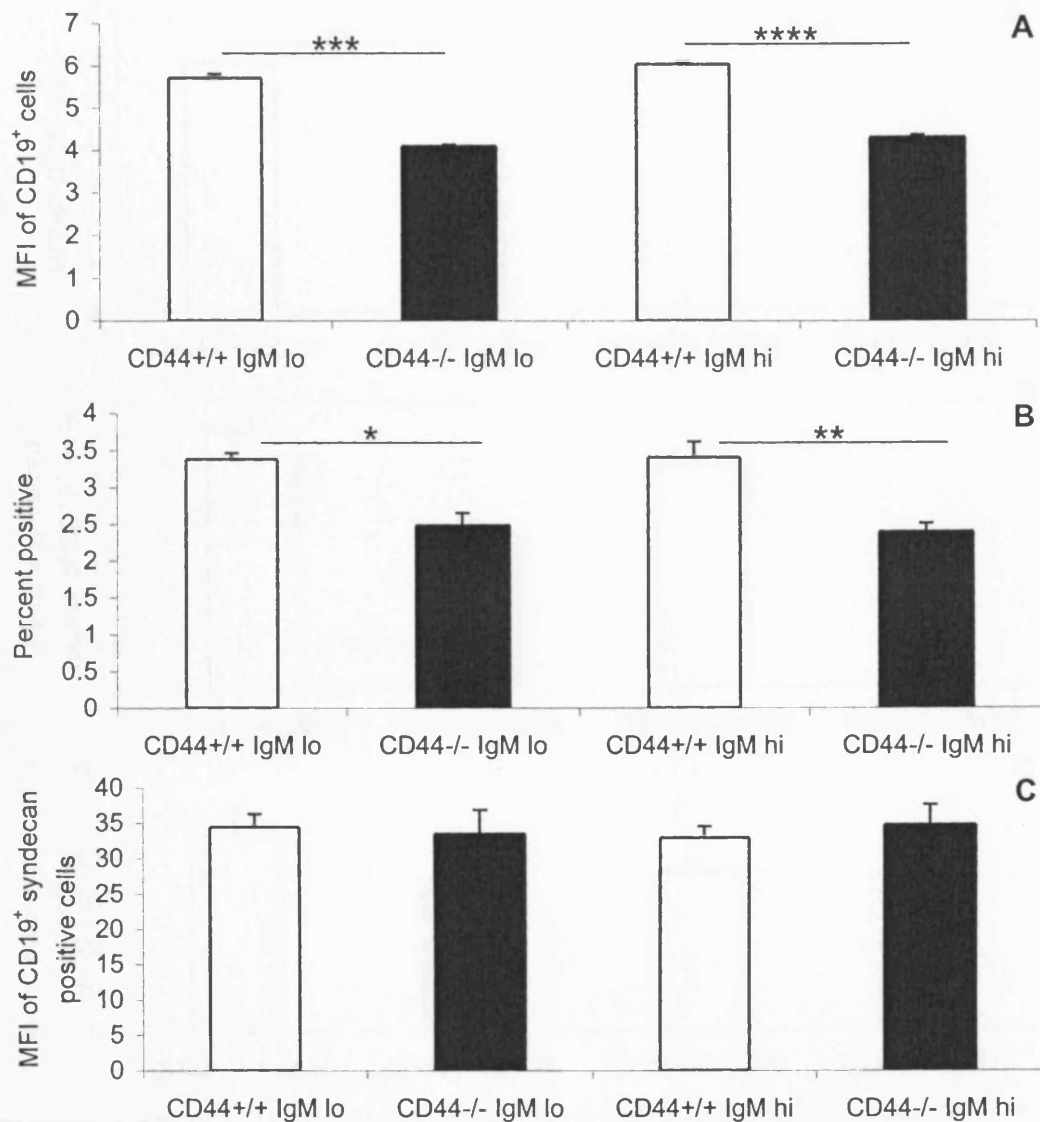 A
MFI of CD19⁺ cells
7
6
5
4
3
2
1
0
***
****
CD44+/+ IgM lo
CD44-/- IgM lo
CD44+/+ IgM hi
CD44-/- IgM hi
B
Percent positive
4
3.5
3
2.5
2
1.5
1
0.5
0
*
**
CD44+/+ IgM lo
CD44-/- IgM lo
CD44+/+ IgM hi
CD44-/- IgM hi
C
MFI of CD19⁺ syndecan
positive cells
40
35
30
25
20
15
10
5
0
CD44+/+ IgM lo
CD44-/- IgM lo
CD44+/+ IgM hi
CD44-/- IgM hi